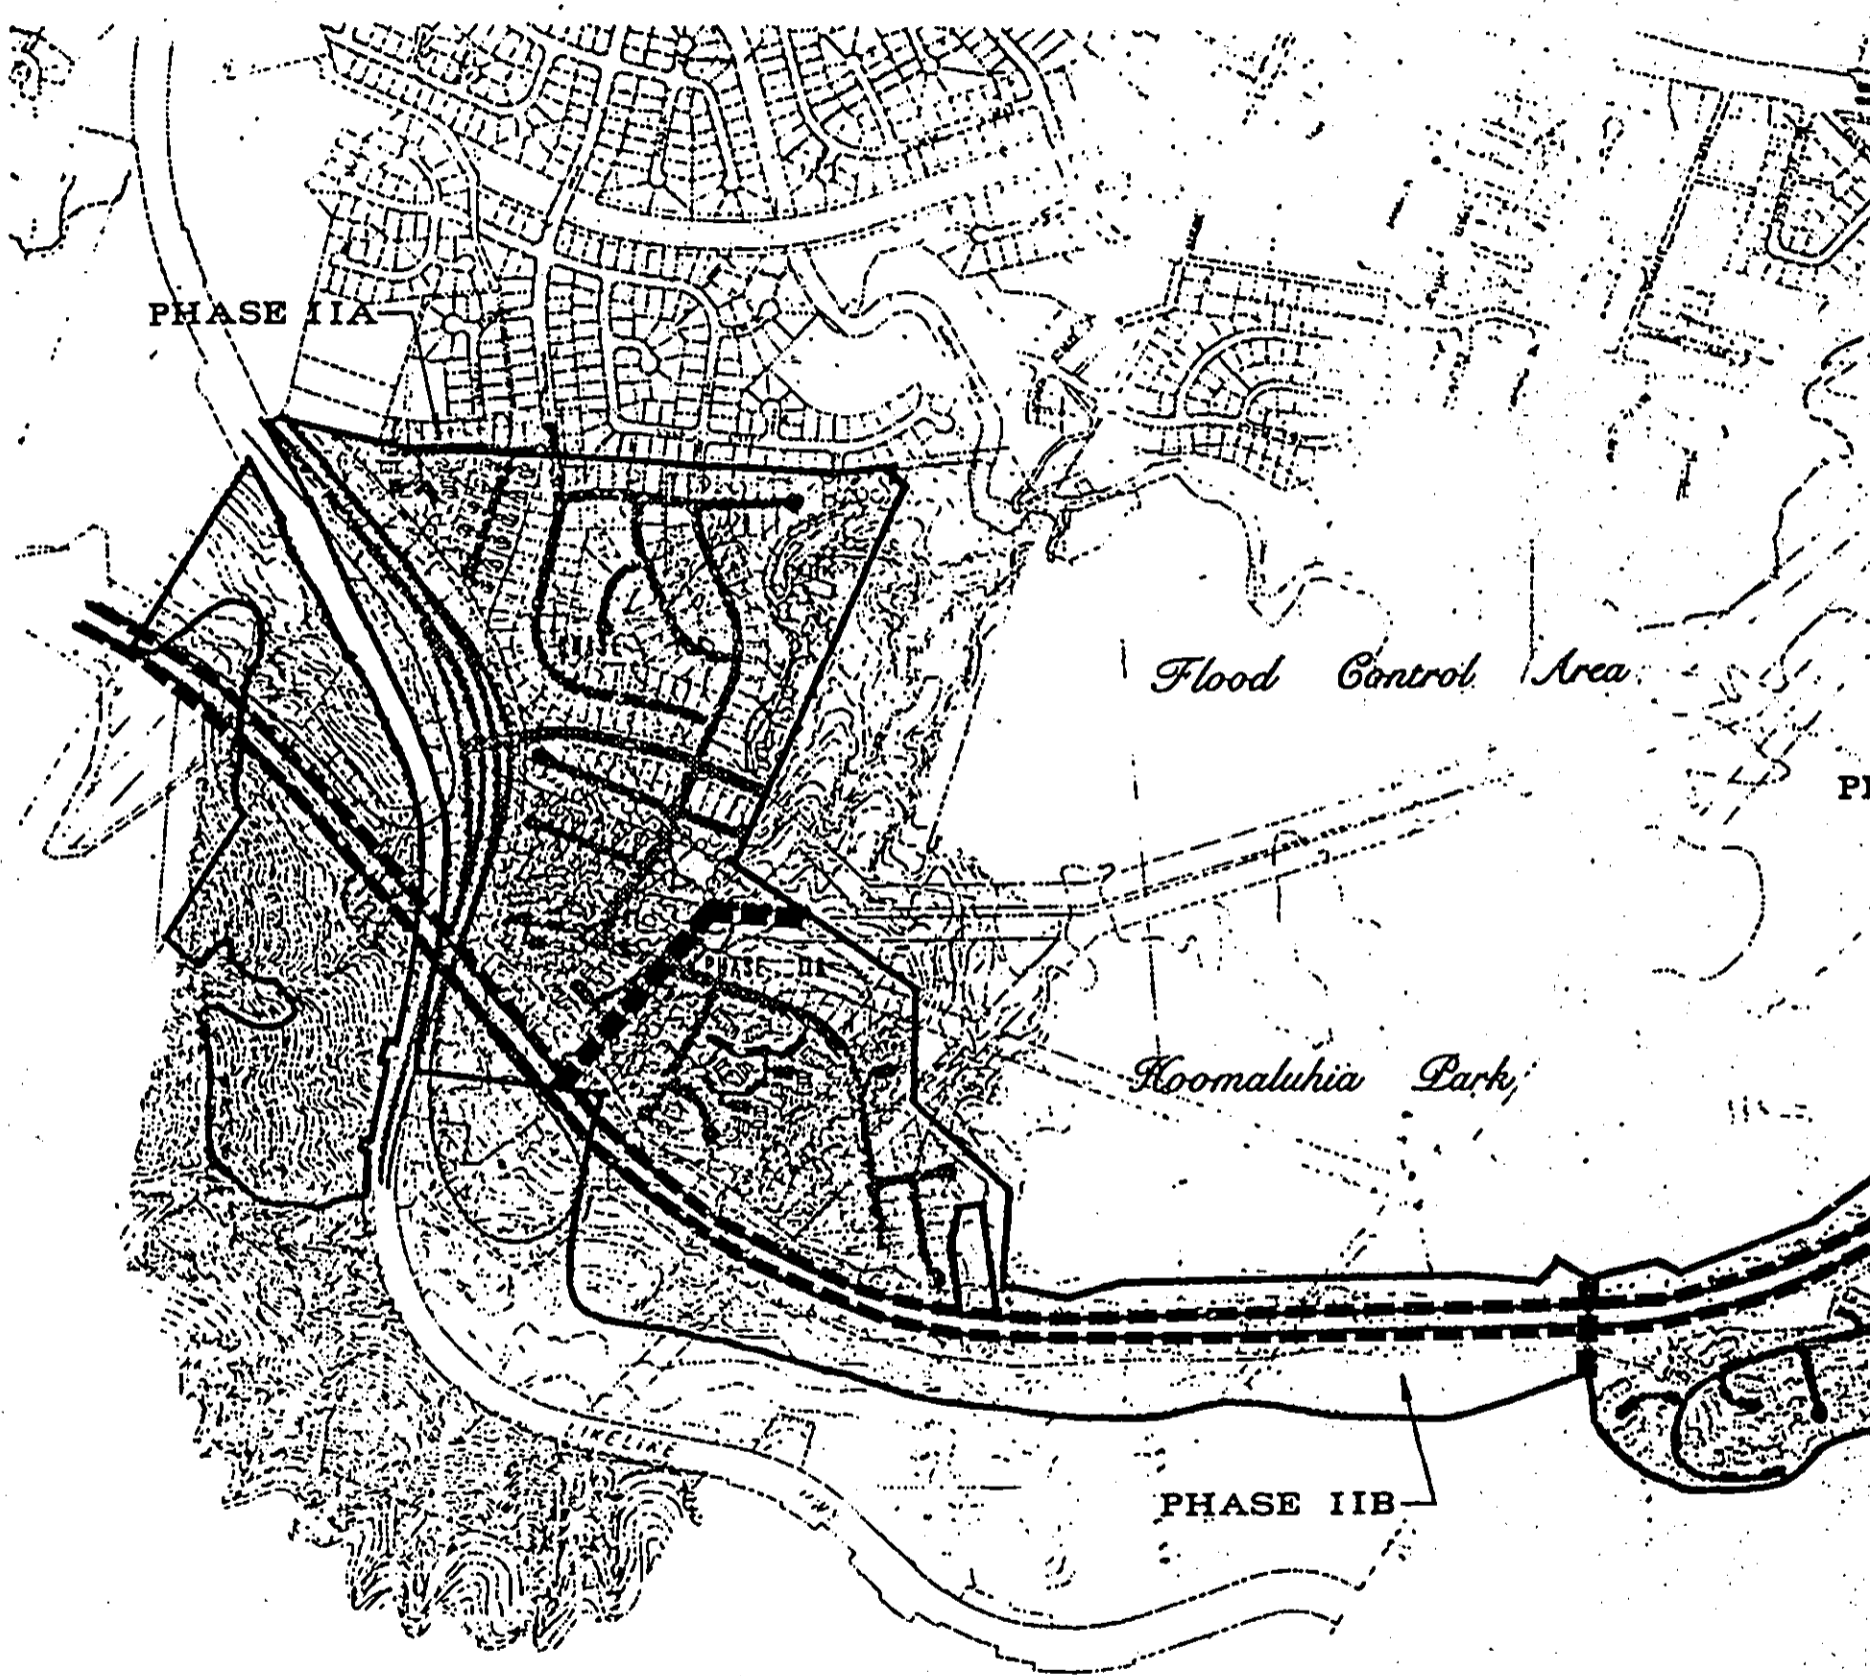 PHASE IIA
Flood Control Area
Hoomaluhia Park
LIKELIKE
PHASE IIB